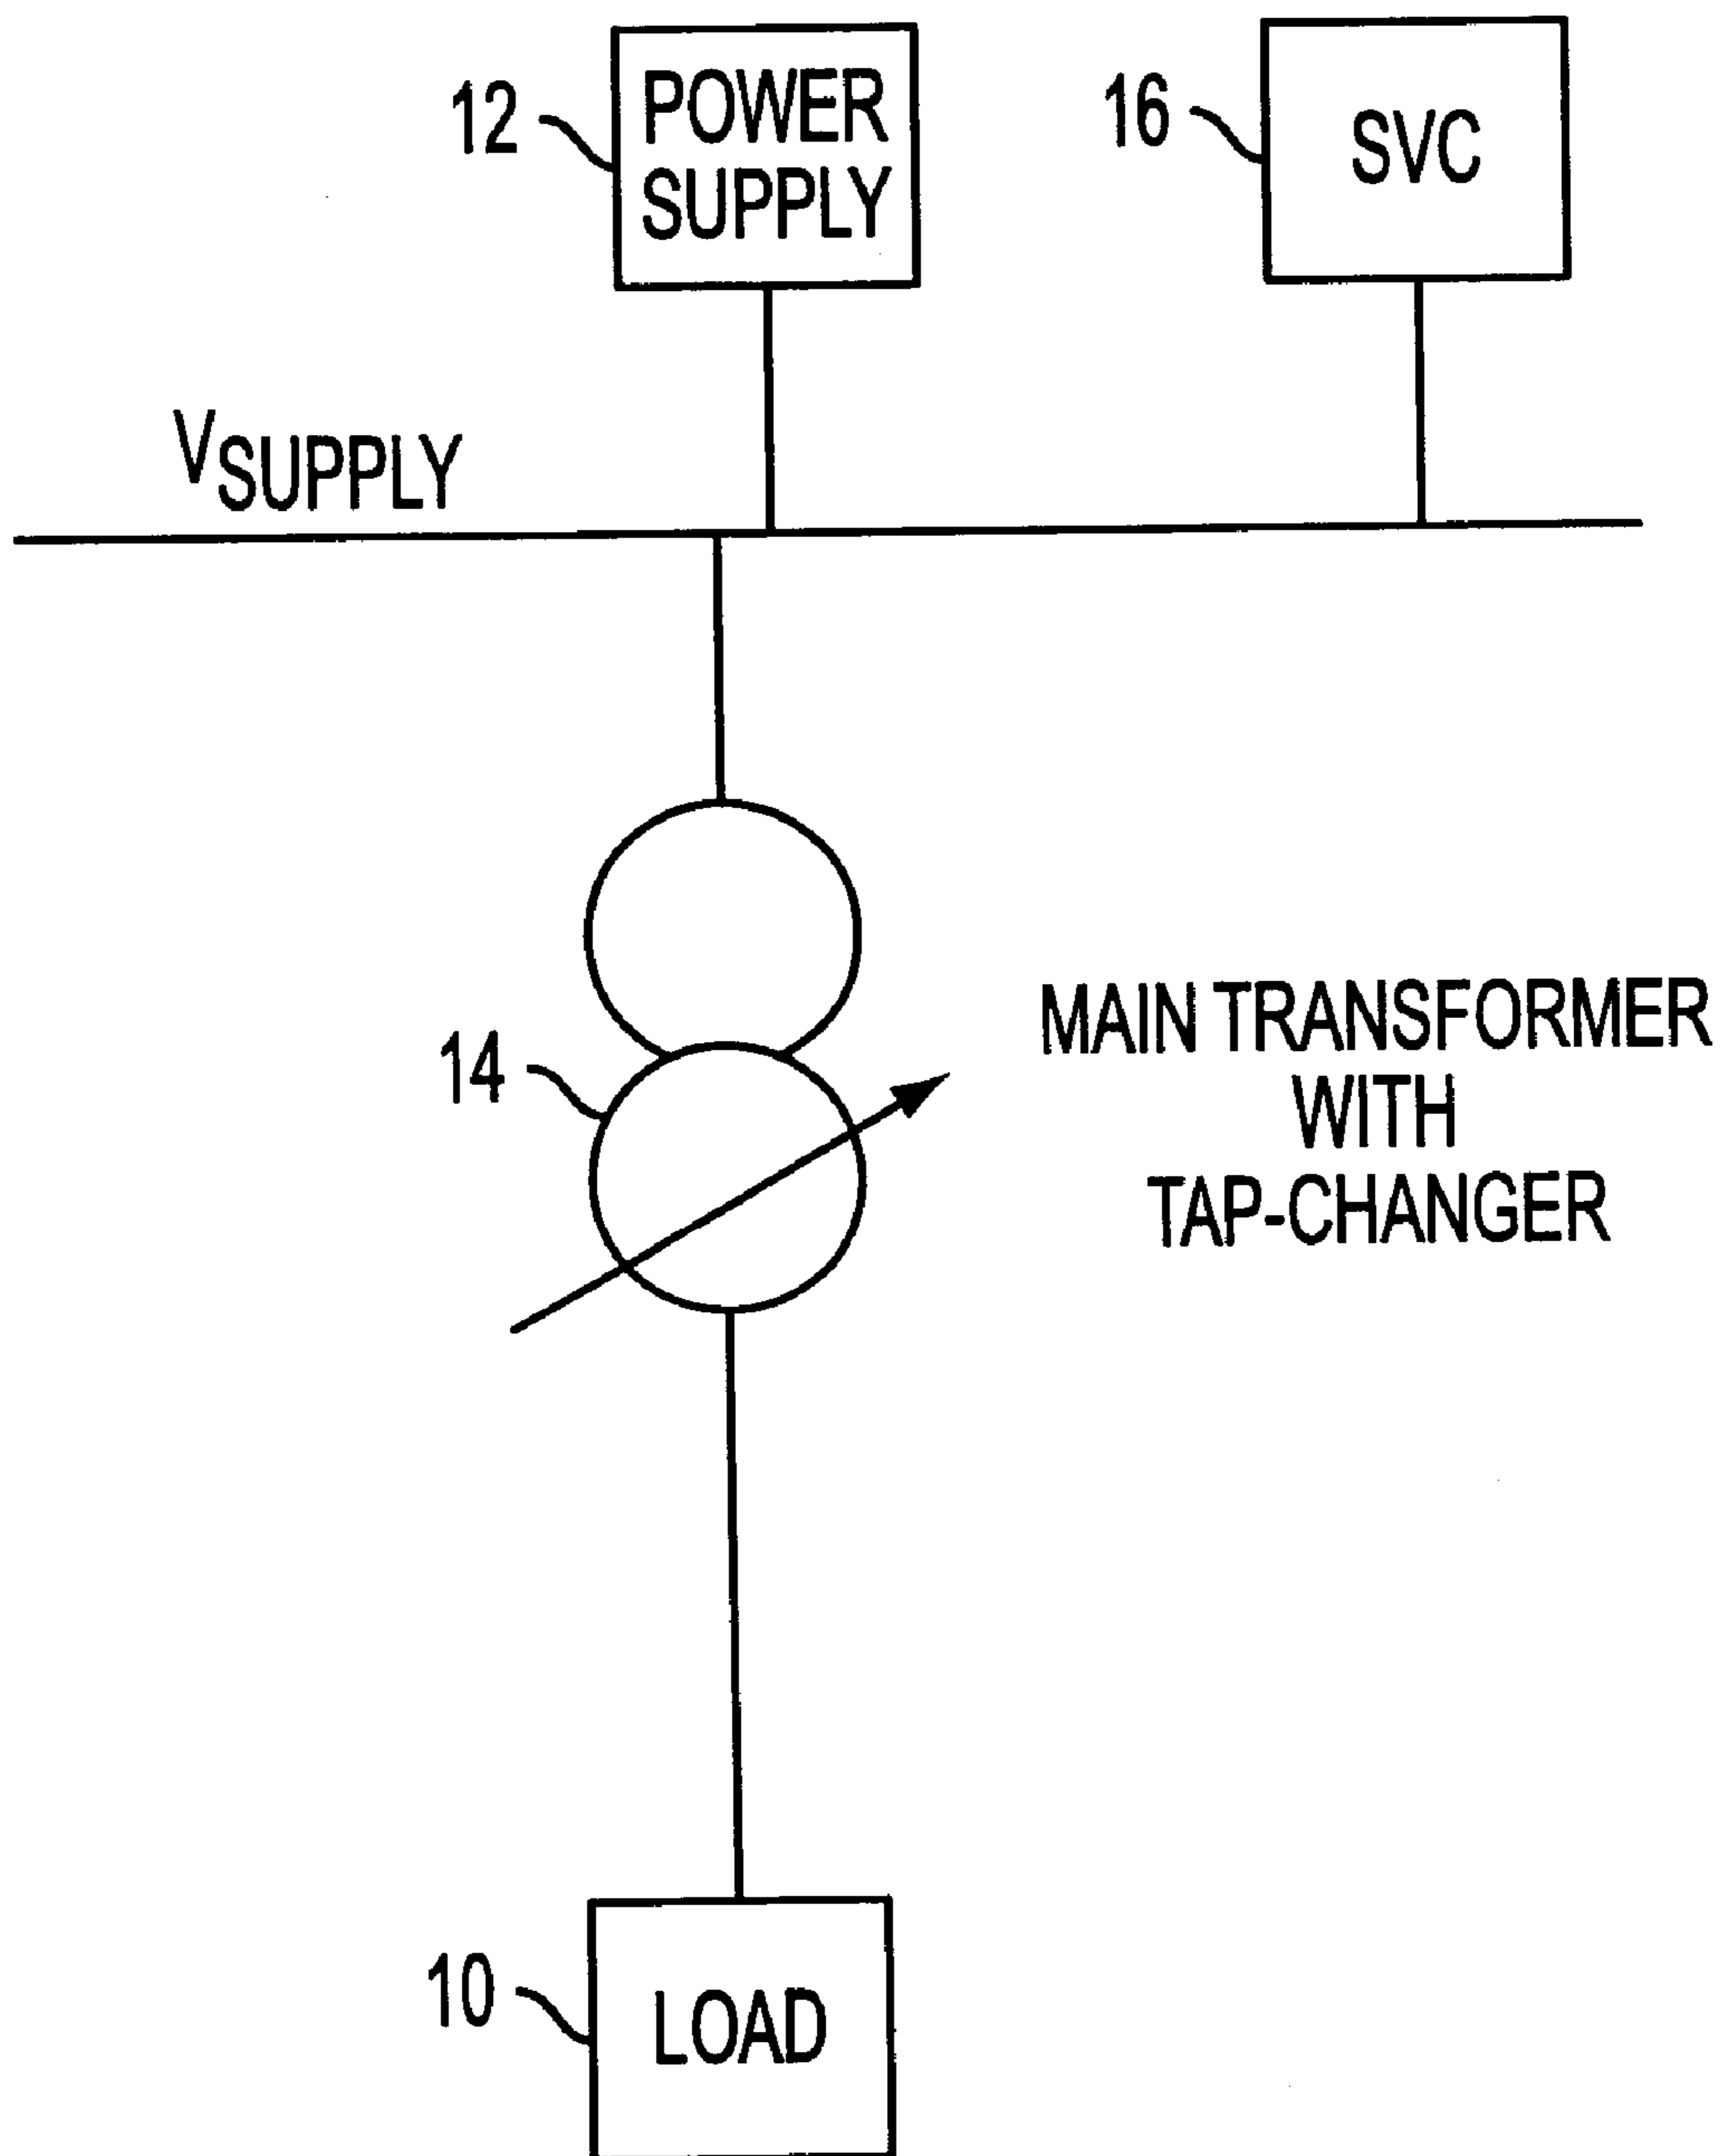 12
POWER
SUPPLY
16
SVC
VSUPPLY
14
MAIN TRANSFORMER
WITH
TAP-CHANGER
10
LOAD